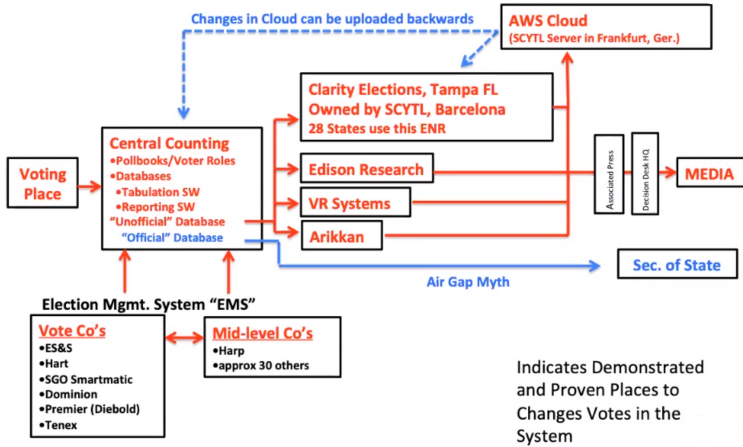 Changes in Cloud can be uploaded backwards
AWS Cloud
(SCYTL Server in Frankfurt, Ger.)
Clarity Elections, Tampa FL
Owned by SCYTL, Barcelona
28 States use this ENR
Voting
Place
Central Counting
•Pollbooks/Voter Roles
•Databases
•Tabulation SW
•Reporting SW
“Unofficial” Database
“Official” Database
Edison Research
VR Systems
Arikkan
Associated Press
Decision Desk HQ
MEDIA
Air Gap Myth
Sec. of State
Election Mgmt. System “EMS”
Vote Co’s
•ES&S
•Hart
•SGO Smartmatic
•Dominion
•Premier (Diebold)
•Tenex
Mid-level Co’s
•Harp
•approx 30 others
Indicates Demonstrated
and Proven Places to
Changes Votes in the
System